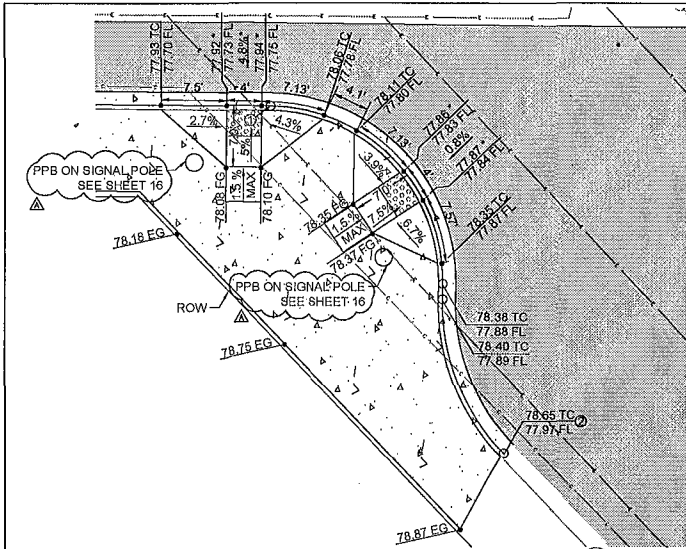 77.93 TC
77.70 FL
77.92 *
77.73 FL
4.8%
77.94 *
77.75 FL
78.06 TC
77.78 FL
4.1'
78.11 TC
77.80 FL
7.5'
4'
7.13'
7.13'
77.86 *
77.83 FL
0.8%
77.87 *
77.84 FL
2.7%
4.3%
5%
3.9%
4'
PPB ON SIGNAL POLE
SEE SHEET 16
78.08 FG
1.5 %
MAX
78.10 FG
78.35 FG
1.5 %
MAX
7.5%
6.7%
7.57'
78.35 TC
77.87 FL
78.37 FG
78.18 EG
PPB ON SIGNAL POLE
SEE SHEET 16
ROW
78.38 TC
77.88 FL
78.40 TC
77.89 FL
78.75 EG
78.65 TC
77.97 FL
2
78.87 EG